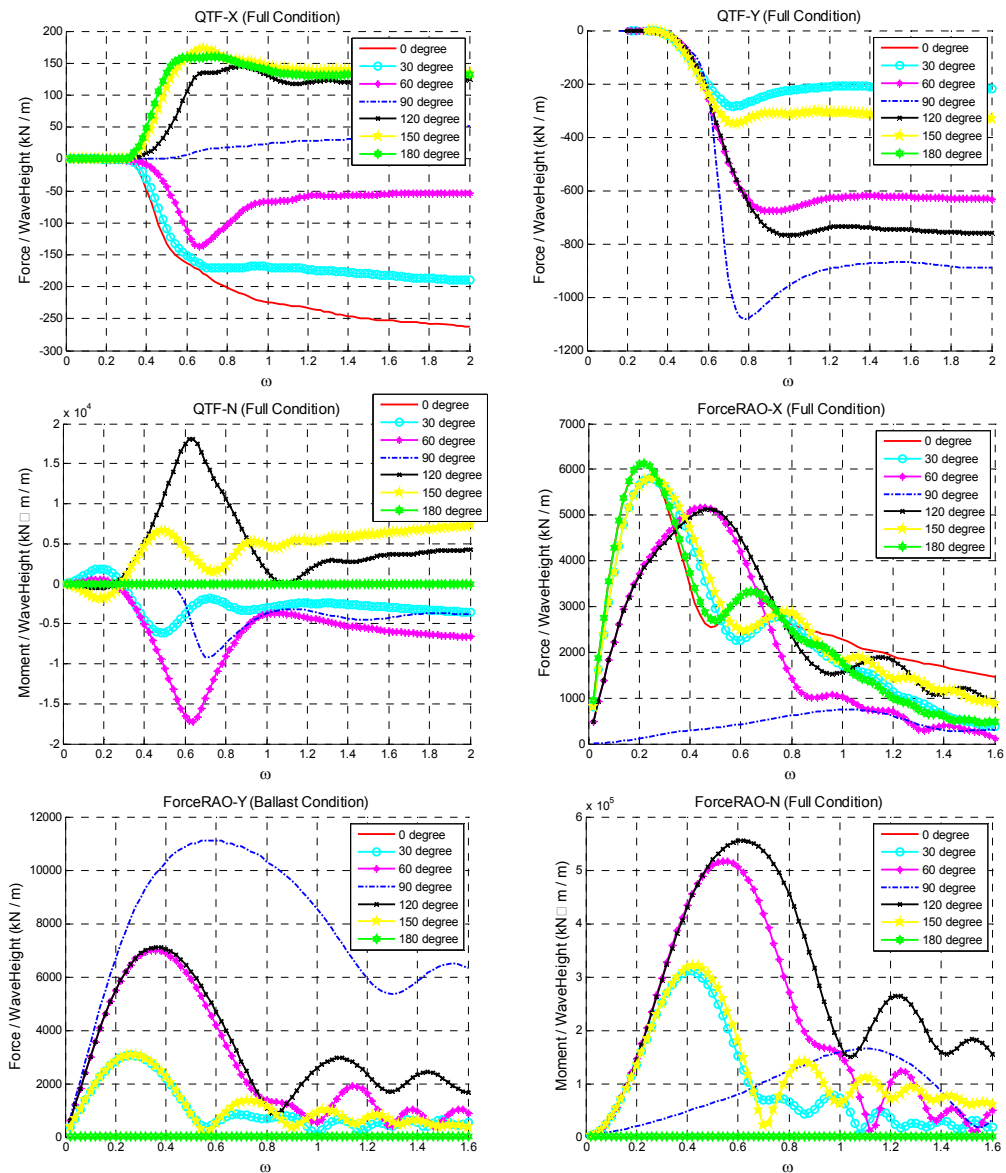 QTF-X (Full Condition)
Force / WaveHeight (kN / m)
200
150
100
50
0
-50
-100
-150
-200
-250
-300
0 0.2 0.4 0.6 0.8 1 1.2 1.4 1.6 1.8 2
ω
0 degree
30 degree
60 degree
90 degree
120 degree
150 degree
180 degree
QTF-Y (Full Condition)
Force / WaveHeight (kN / m)
0
-200
-400
-600
-800
-1000
-1200
0 0.2 0.4 0.6 0.8 1 1.2 1.4 1.6 1.8 2
ω
0 degree
30 degree
60 degree
90 degree
120 degree
150 degree
180 degree
QTF-N (Full Condition)
x 10^4
Moment / WaveHeight (kN□ m / m)
2
1.5
1
0.5
0
-0.5
-1
-1.5
-2
0 0.2 0.4 0.6 0.8 1 1.2 1.4 1.6 1.8 2
ω
0 degree
30 degree
60 degree
90 degree
120 degree
150 degree
180 degree
ForceRAO-X (Full Condition)
Force / WaveHeight (kN / m)
7000
6000
5000
4000
3000
2000
1000
0
0 0.2 0.4 0.6 0.8 1 1.2 1.4 1.6
ω
0 degree
30 degree
60 degree
90 degree
120 degree
150 degree
180 degree
ForceRAO-Y (Ballast Condition)
Force / WaveHeight (kN / m)
12000
10000
8000
6000
4000
2000
0
0 0.2 0.4 0.6 0.8 1.0 1.2 1.4 1.6
ω
0 degree
30 degree
60 degree
90 degree
120 degree
150 degree
180 degree
ForceRAO-N (Full Condition)
x 10^5
Moment / WaveHeight (kN□ m / m)
6
5
4
3
2
1
0
0 0.2 0.4 0.6 0.8 1 1.2 1.4 1.6
ω
0 degree
30 degree
60 degree
90 degree
120 degree
150 degree
180 degree